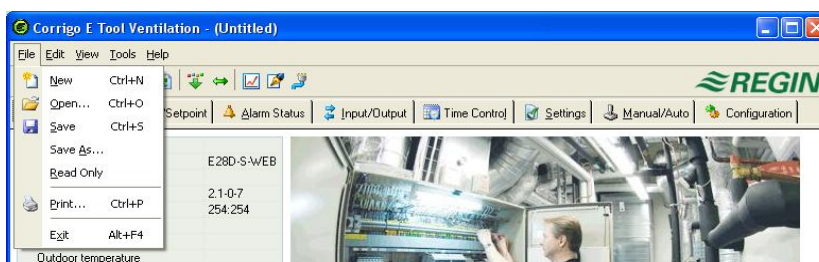 Corrigo E Tool Ventilation - (Untitled)
File Edit View Tools Help
New Ctrl+N
Open... Ctrl+O
Save Ctrl+S
Save As...
Read Only
Print... Ctrl+P
Exit Alt+F4
REGIN
/Setpoint Alarm Status Input/Output Time Control Settings Manual/Auto Configuration
E28D-S-WEB
2.1-0-7
254:254
Outdoor temperature